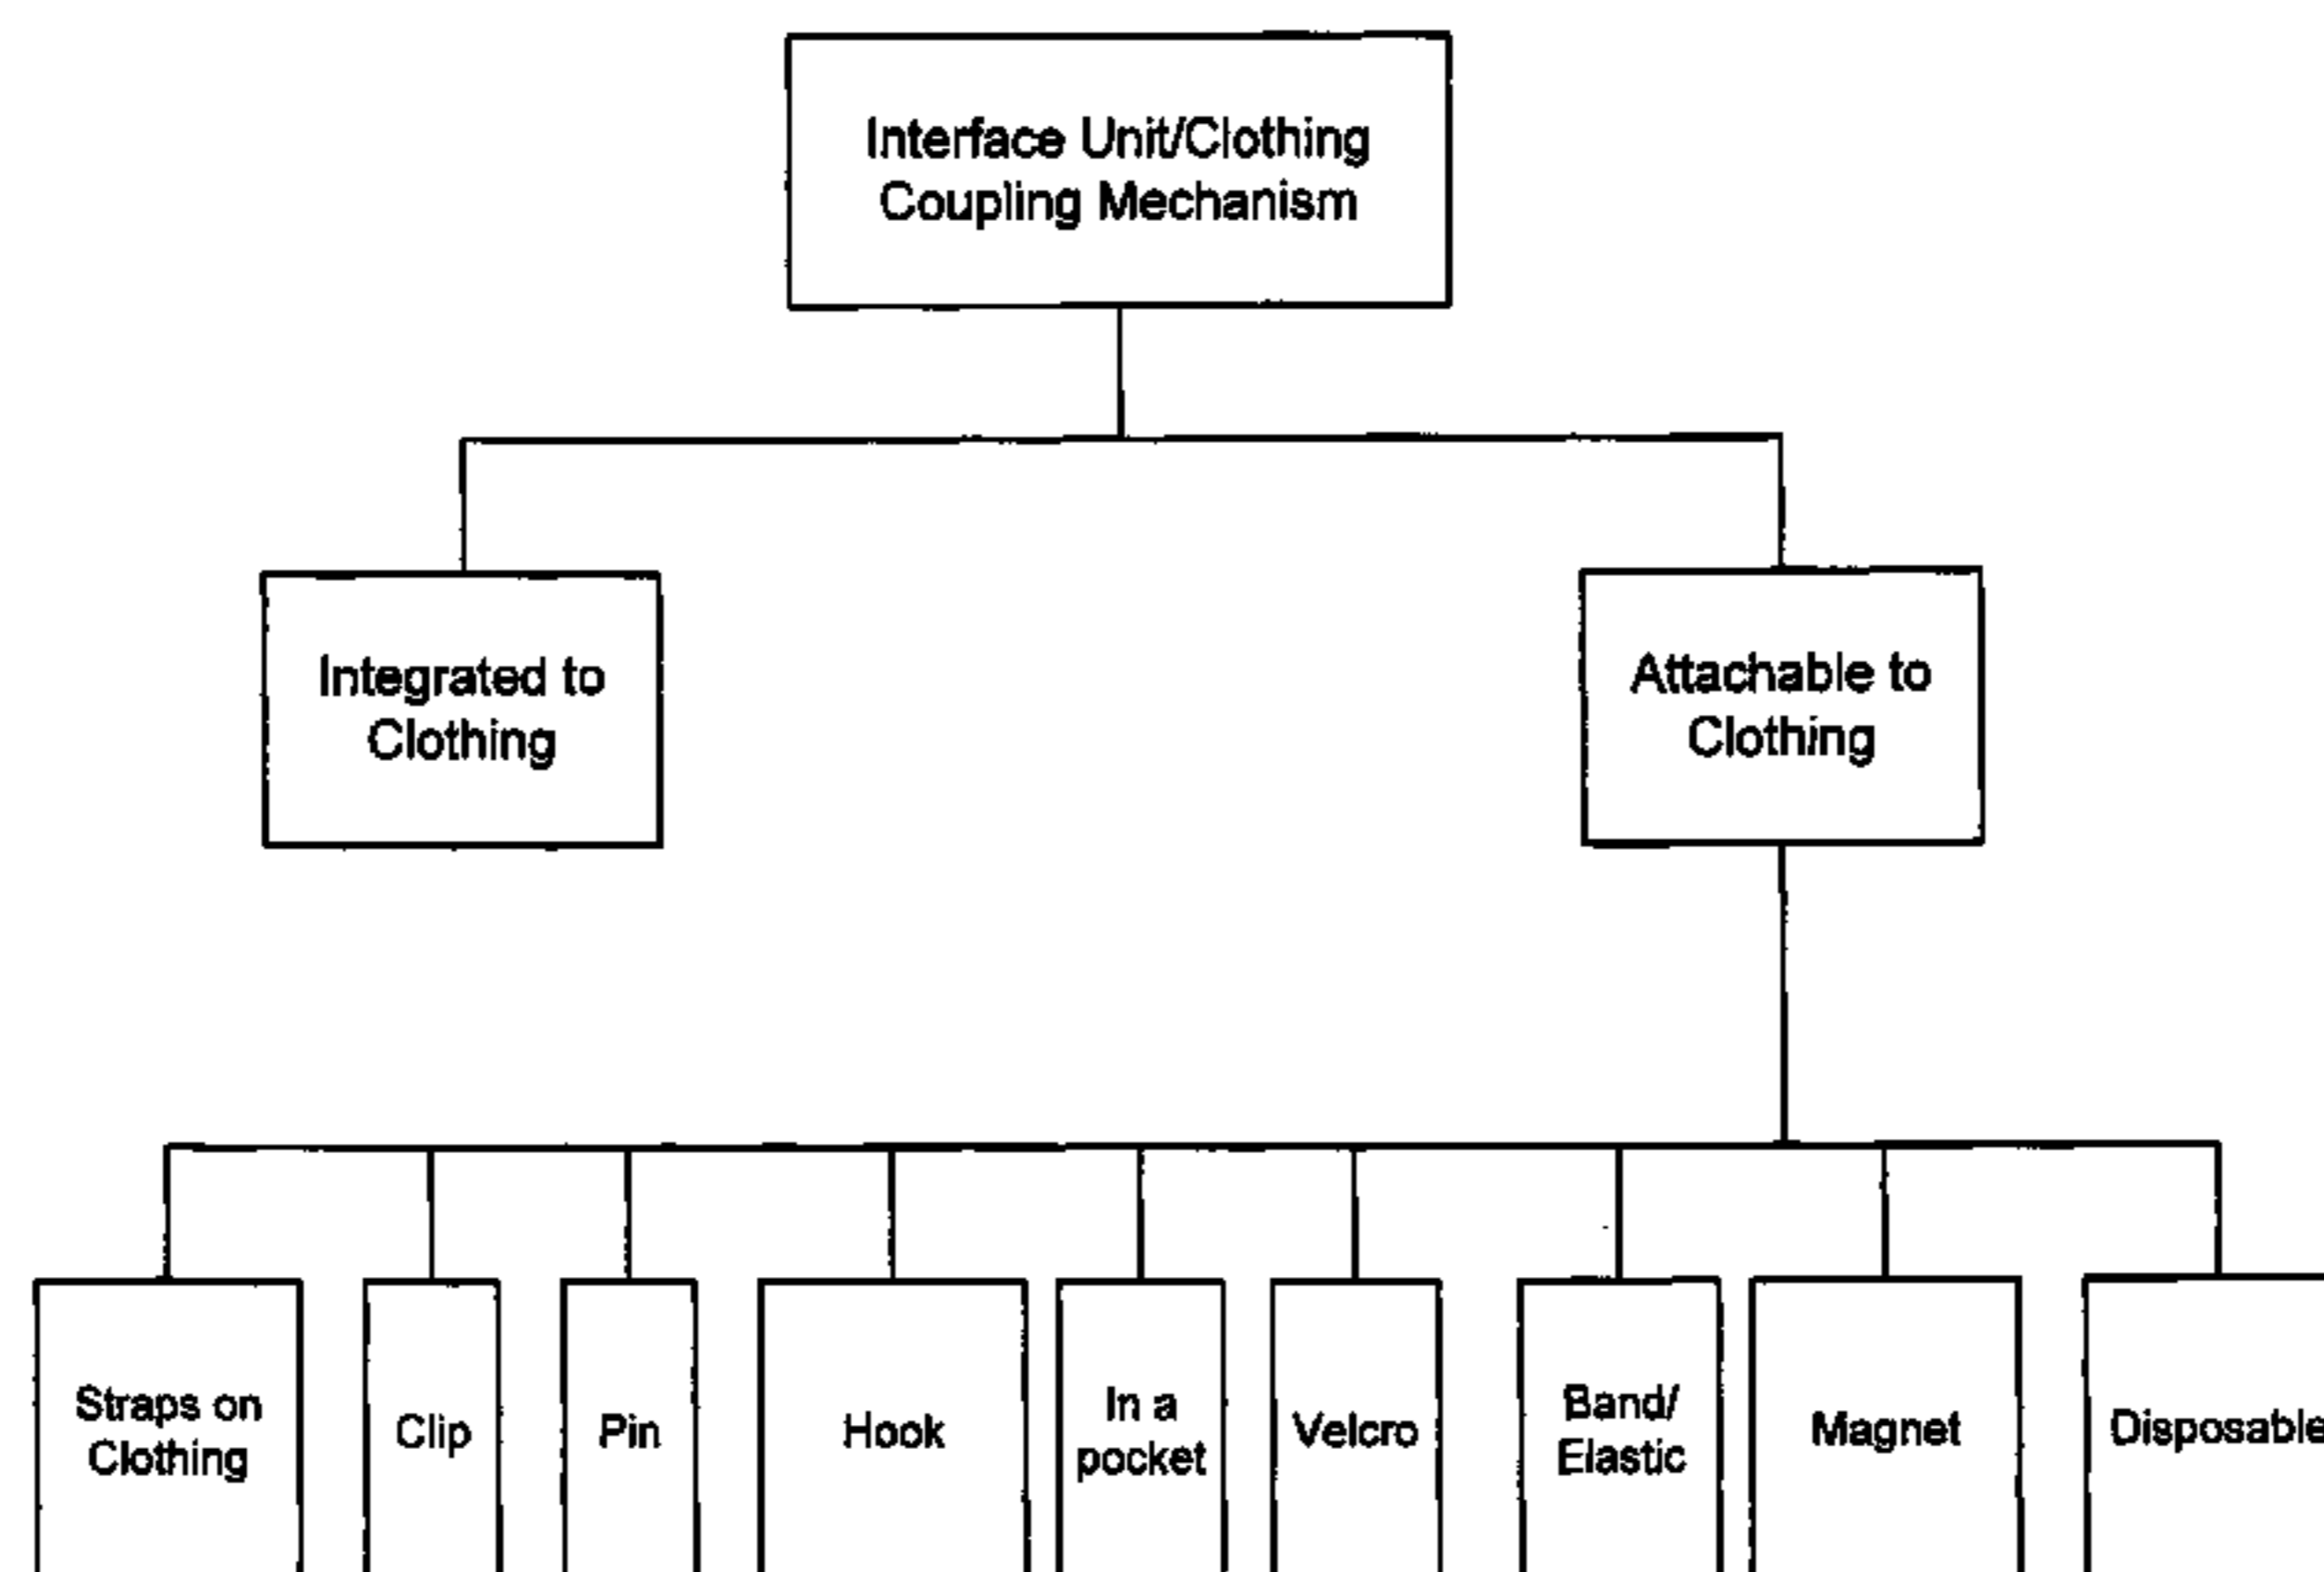 Interface Unit/Clothing
Coupling Mechanism
Integrated to
Clothing
Attachable to
Clothing
Straps on
Clothing
Clip
Pin
Hook
In a
pocket
Velcro
Band/
Elastic
Magnet
Disposable